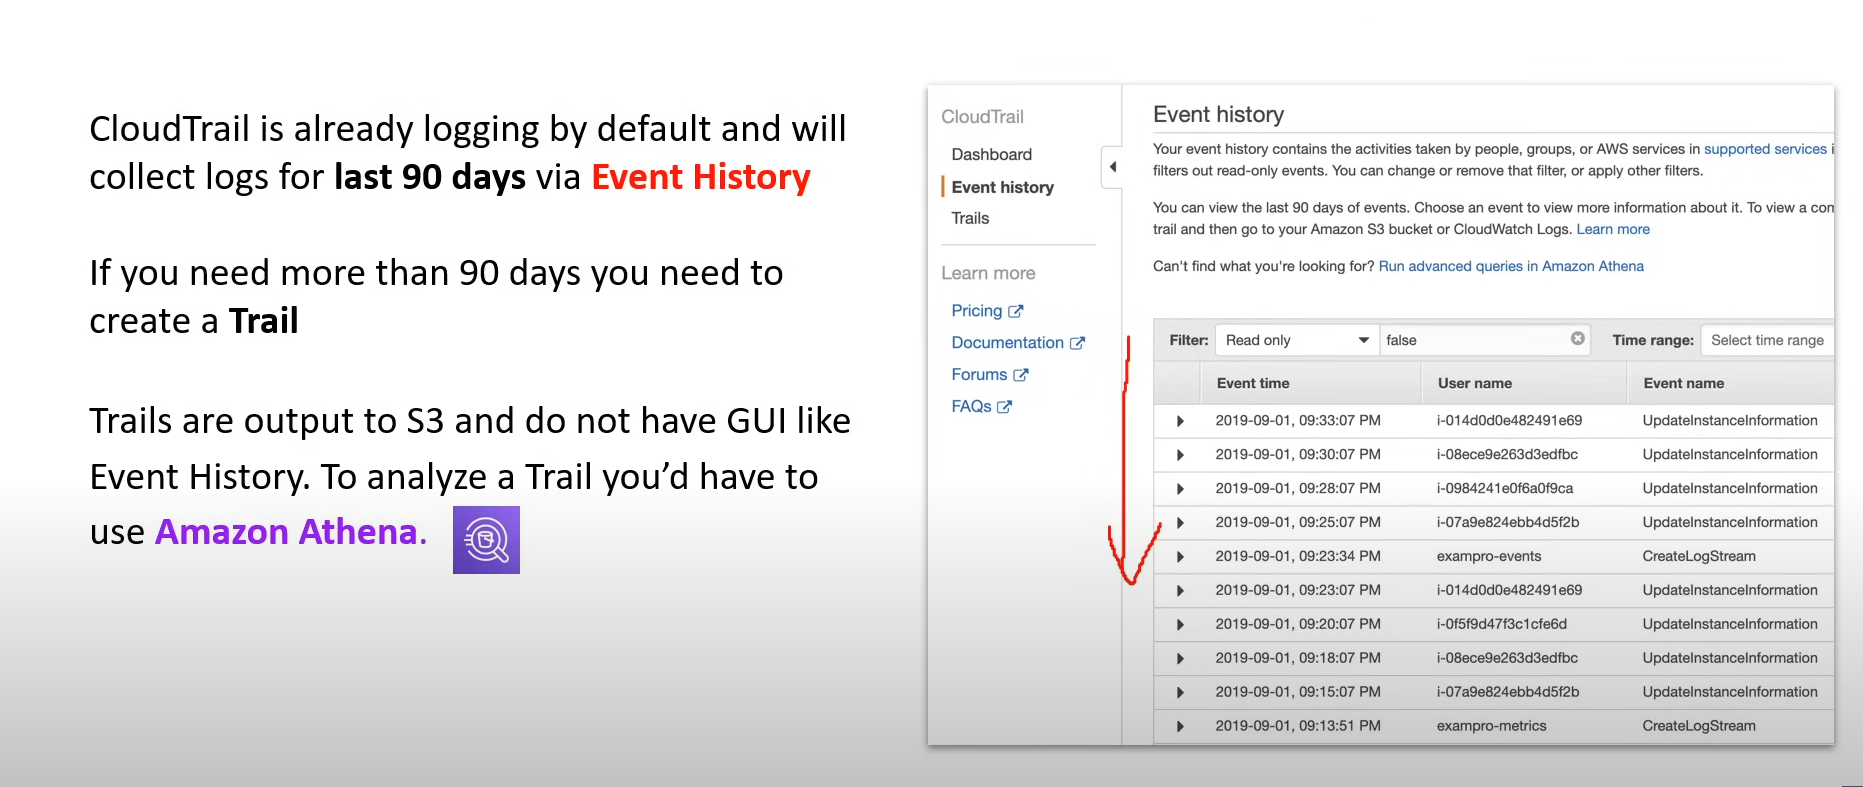 CloudTrail is already logging by default and will
collect logs for last 90 days via Event History
If you need more than 90 days you need to
create a Trail
Trails are output to S3 and do not have GUI like
Event History. To analyze a Trail you’d have to
use Amazon Athena.
CloudTrail
Dashboard
Event history
Trails
Learn more
Pricing
Documentation
Forums
FAQs
Event history
Your event history contains the activities taken by people, groups, or AWS services in supported services i
filters out read-only events. You can change or remove that filter, or apply other filters.
You can view the last 90 days of events. Choose an event to view more information about it. To view a com
trail and then go to your Amazon S3 bucket or CloudWatch Logs. Learn more
Can't find what you're looking for? Run advanced queries in Amazon Athena
Filter: Read only false Time range: Select time range
Event time User name Event name
2019-09-01, 09:33:07 PM i-014d0d0e482491e69 UpdateInstanceInformation
2019-09-01, 09:30:07 PM i-08ece9e263d3edfbc UpdateInstanceInformation
2019-09-01, 09:28:07 PM i-0984241e0f6a0f9ca UpdateInstanceInformation
2019-09-01, 09:25:07 PM i-07a9e824ebb4d5f2b UpdateInstanceInformation
2019-09-01, 09:23:34 PM exampro-events CreateLogStream
2019-09-01, 09:23:07 PM i-014d0d0e482491e69 UpdateInstanceInformation
2019-09-01, 09:20:07 PM i-0f5f9d47f3c1cfe6d UpdateInstanceInformation
2019-09-01, 09:18:07 PM i-08ece9e263d3edfbc UpdateInstanceInformation
2019-09-01, 09:15:07 PM i-07a9e824ebb4d5f2b UpdateInstanceInformation
2019-09-01, 09:13:51 PM exampro-metrics CreateLogStream